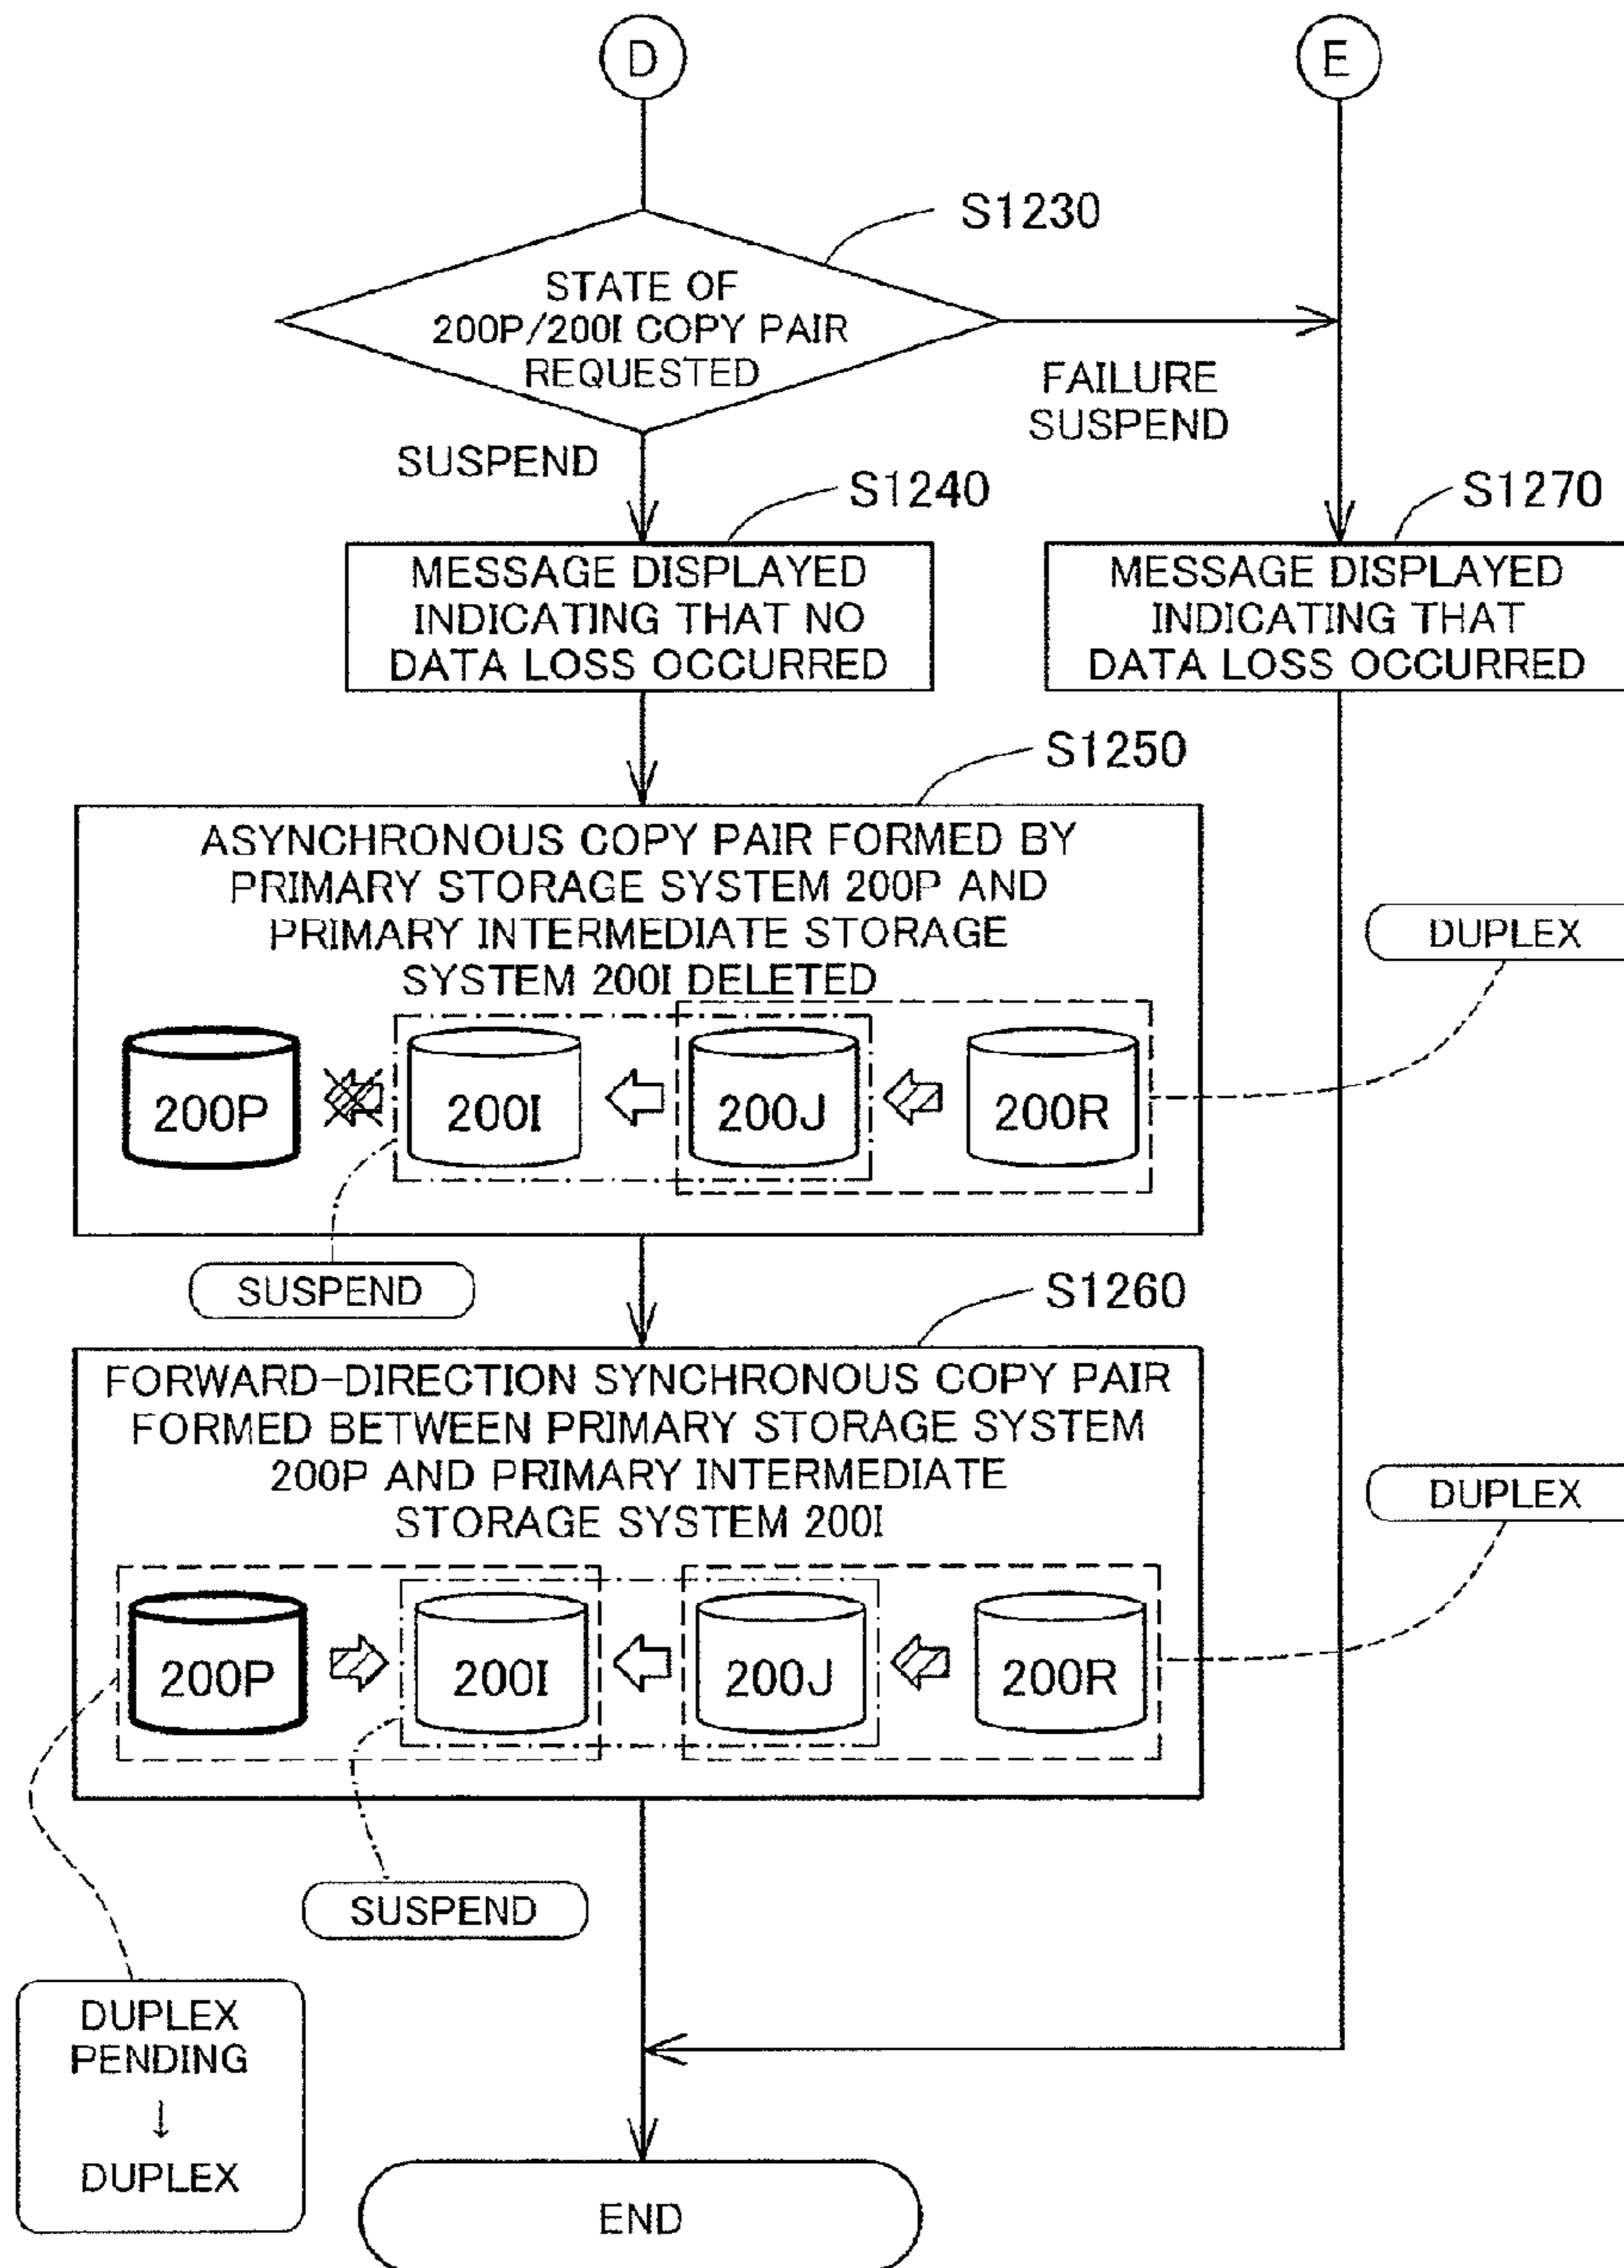 D
E
S1230
STATE OF
200P/200I COPY PAIR
REQUESTED
FAILURE
SUSPEND
SUSPEND
S1240
S1270
MESSAGE DISPLAYED
INDICATING THAT NO
DATA LOSS OCCURRED
MESSAGE DISPLAYED
INDICATING THAT
DATA LOSS OCCURRED
S1250
ASYNCHRONOUS COPY PAIR FORMED BY
PRIMARY STORAGE SYSTEM 200P AND
PRIMARY INTERMEDIATE STORAGE
SYSTEM 200I DELETED
DUPLEX
200P
200I
200J
200R
SUSPEND
S1260
FORWARD-DIRECTION SYNCHRONOUS COPY PAIR
FORMED BETWEEN PRIMARY STORAGE SYSTEM
200P AND PRIMARY INTERMEDIATE
STORAGE SYSTEM 200I
DUPLEX
200P
200I
200J
200R
SUSPEND
DUPLEX
PENDING
↓
DUPLEX
END